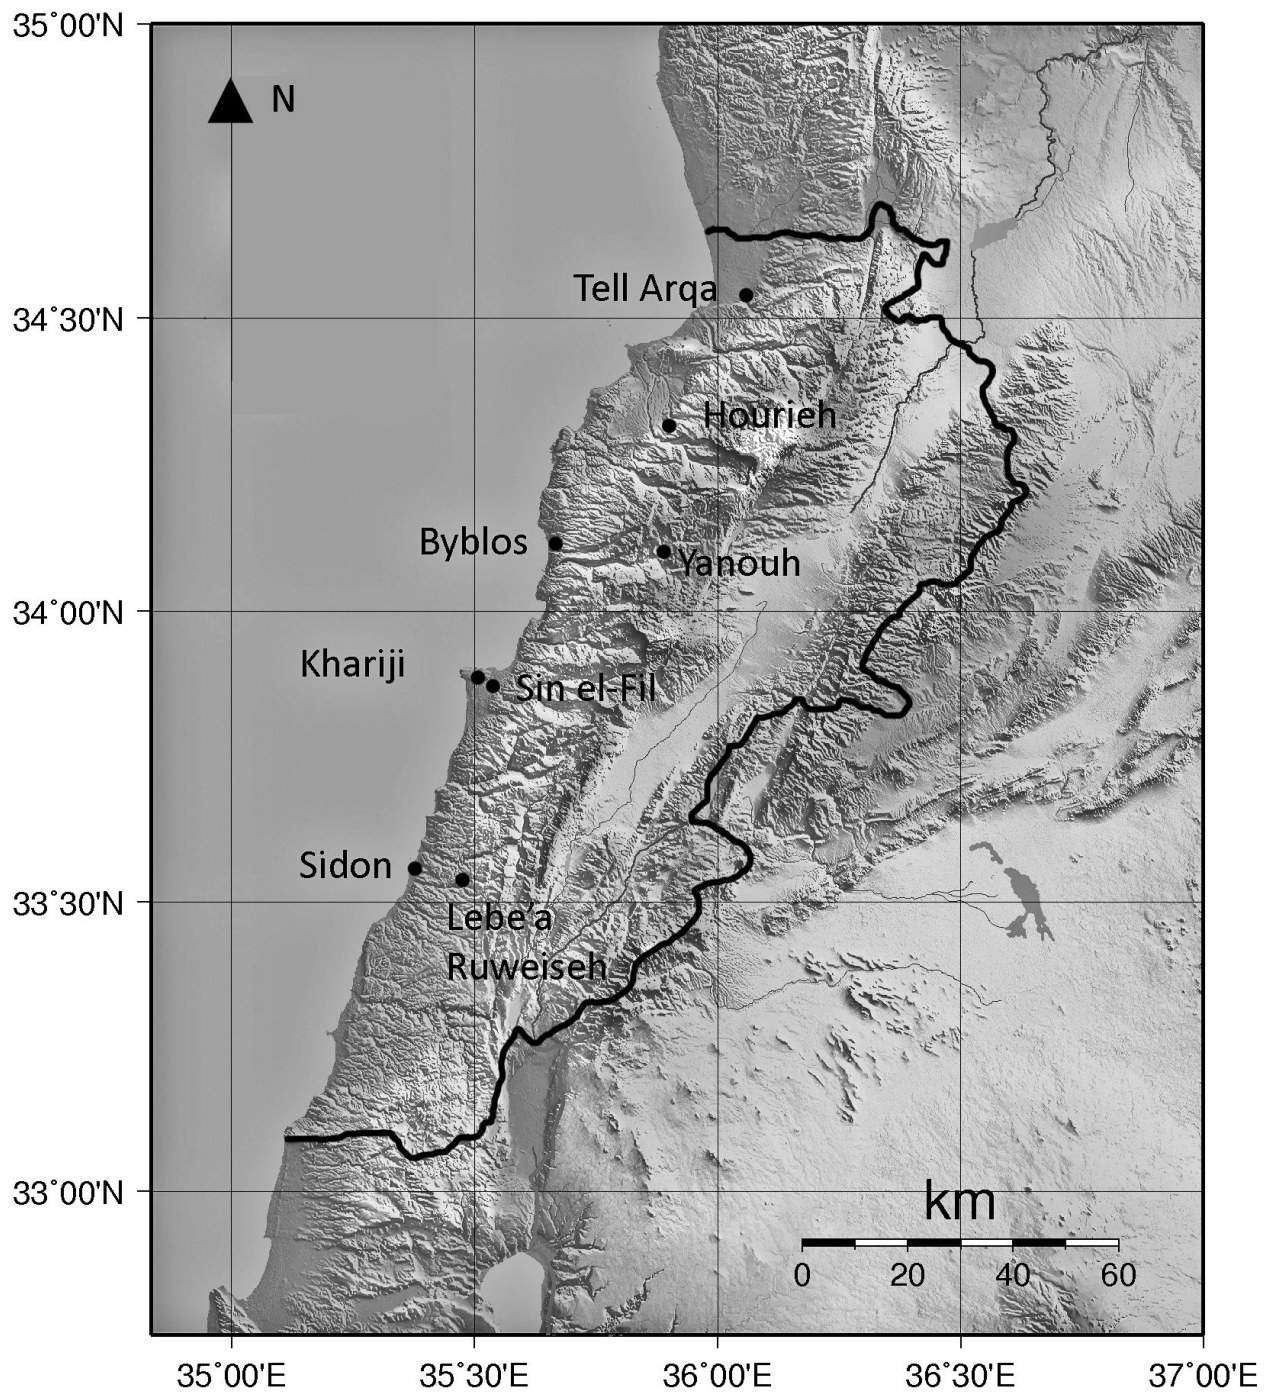 35˚00'N
N
Tell Arqa
34˚30'N
Hourieh
Byblos
Yanouh
34˚00'N
Khariji
Sin el-Fil
Sidon
33˚30'N
Lebe’a
Ruweiseh
33˚00'N
km
0 20 40 60
35˚00'E 35˚30'E 36˚00'E 36˚30'E 37˚00'E